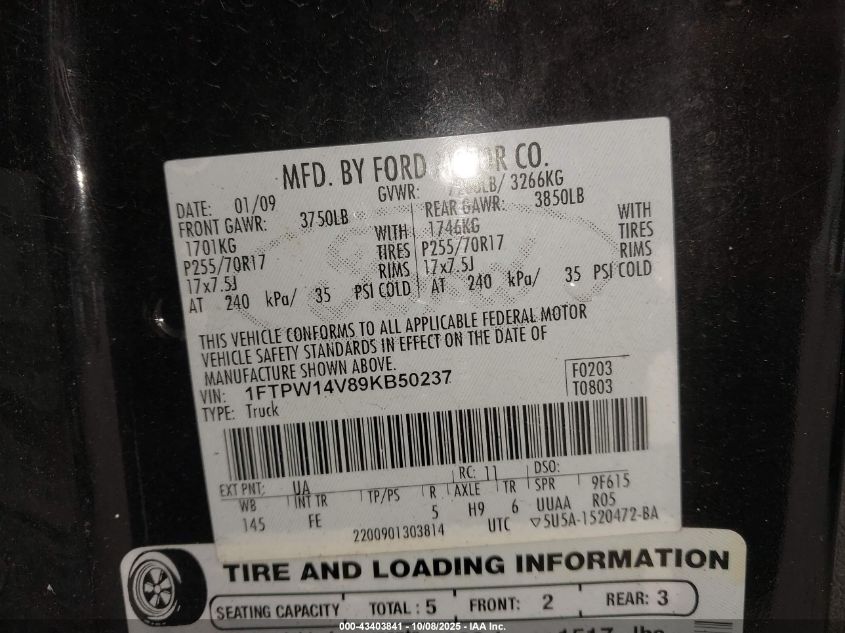 MFD. BY FORD MOTOR CO.
DATE: 01/09 GVWR: LB/ 3266KG
FRONT GAWR: 3750LB REAR GAWR: 3850LB
1701KG WITH 1746KG WITH
P255/70R17 TIRES P255/70R17 TIRES
17x7.5J RIMS 17x7.5J RIMS
AT 240 kPa/ 35 PSI COLD AT 240 kPa/ 35 PSI COLD
THIS VEHICLE CONFORMS TO ALL APPLICABLE FEDERAL MOTOR
VEHICLE SAFETY STANDARDS IN EFFECT ON THE DATE OF
MANUFACTURE SHOWN ABOVE.
VIN: 1FTPW14V89KB50237 F0203
TYPE: Truck T0803
EXT PNT: UA RC: 11 DSO:
WB INT TR TP/PS R AXLE TR SPR 9F615
145 FE 5 H9 6 UUAA R05
2200901303814 UTC ▽5U5A-1520472-BA
TIRE AND LOADING INFORMATION
SEATING CAPACITY TOTAL : 5 FRONT: 2 REAR: 3
000-43403841 - 10/08/2025 - IAA Inc.